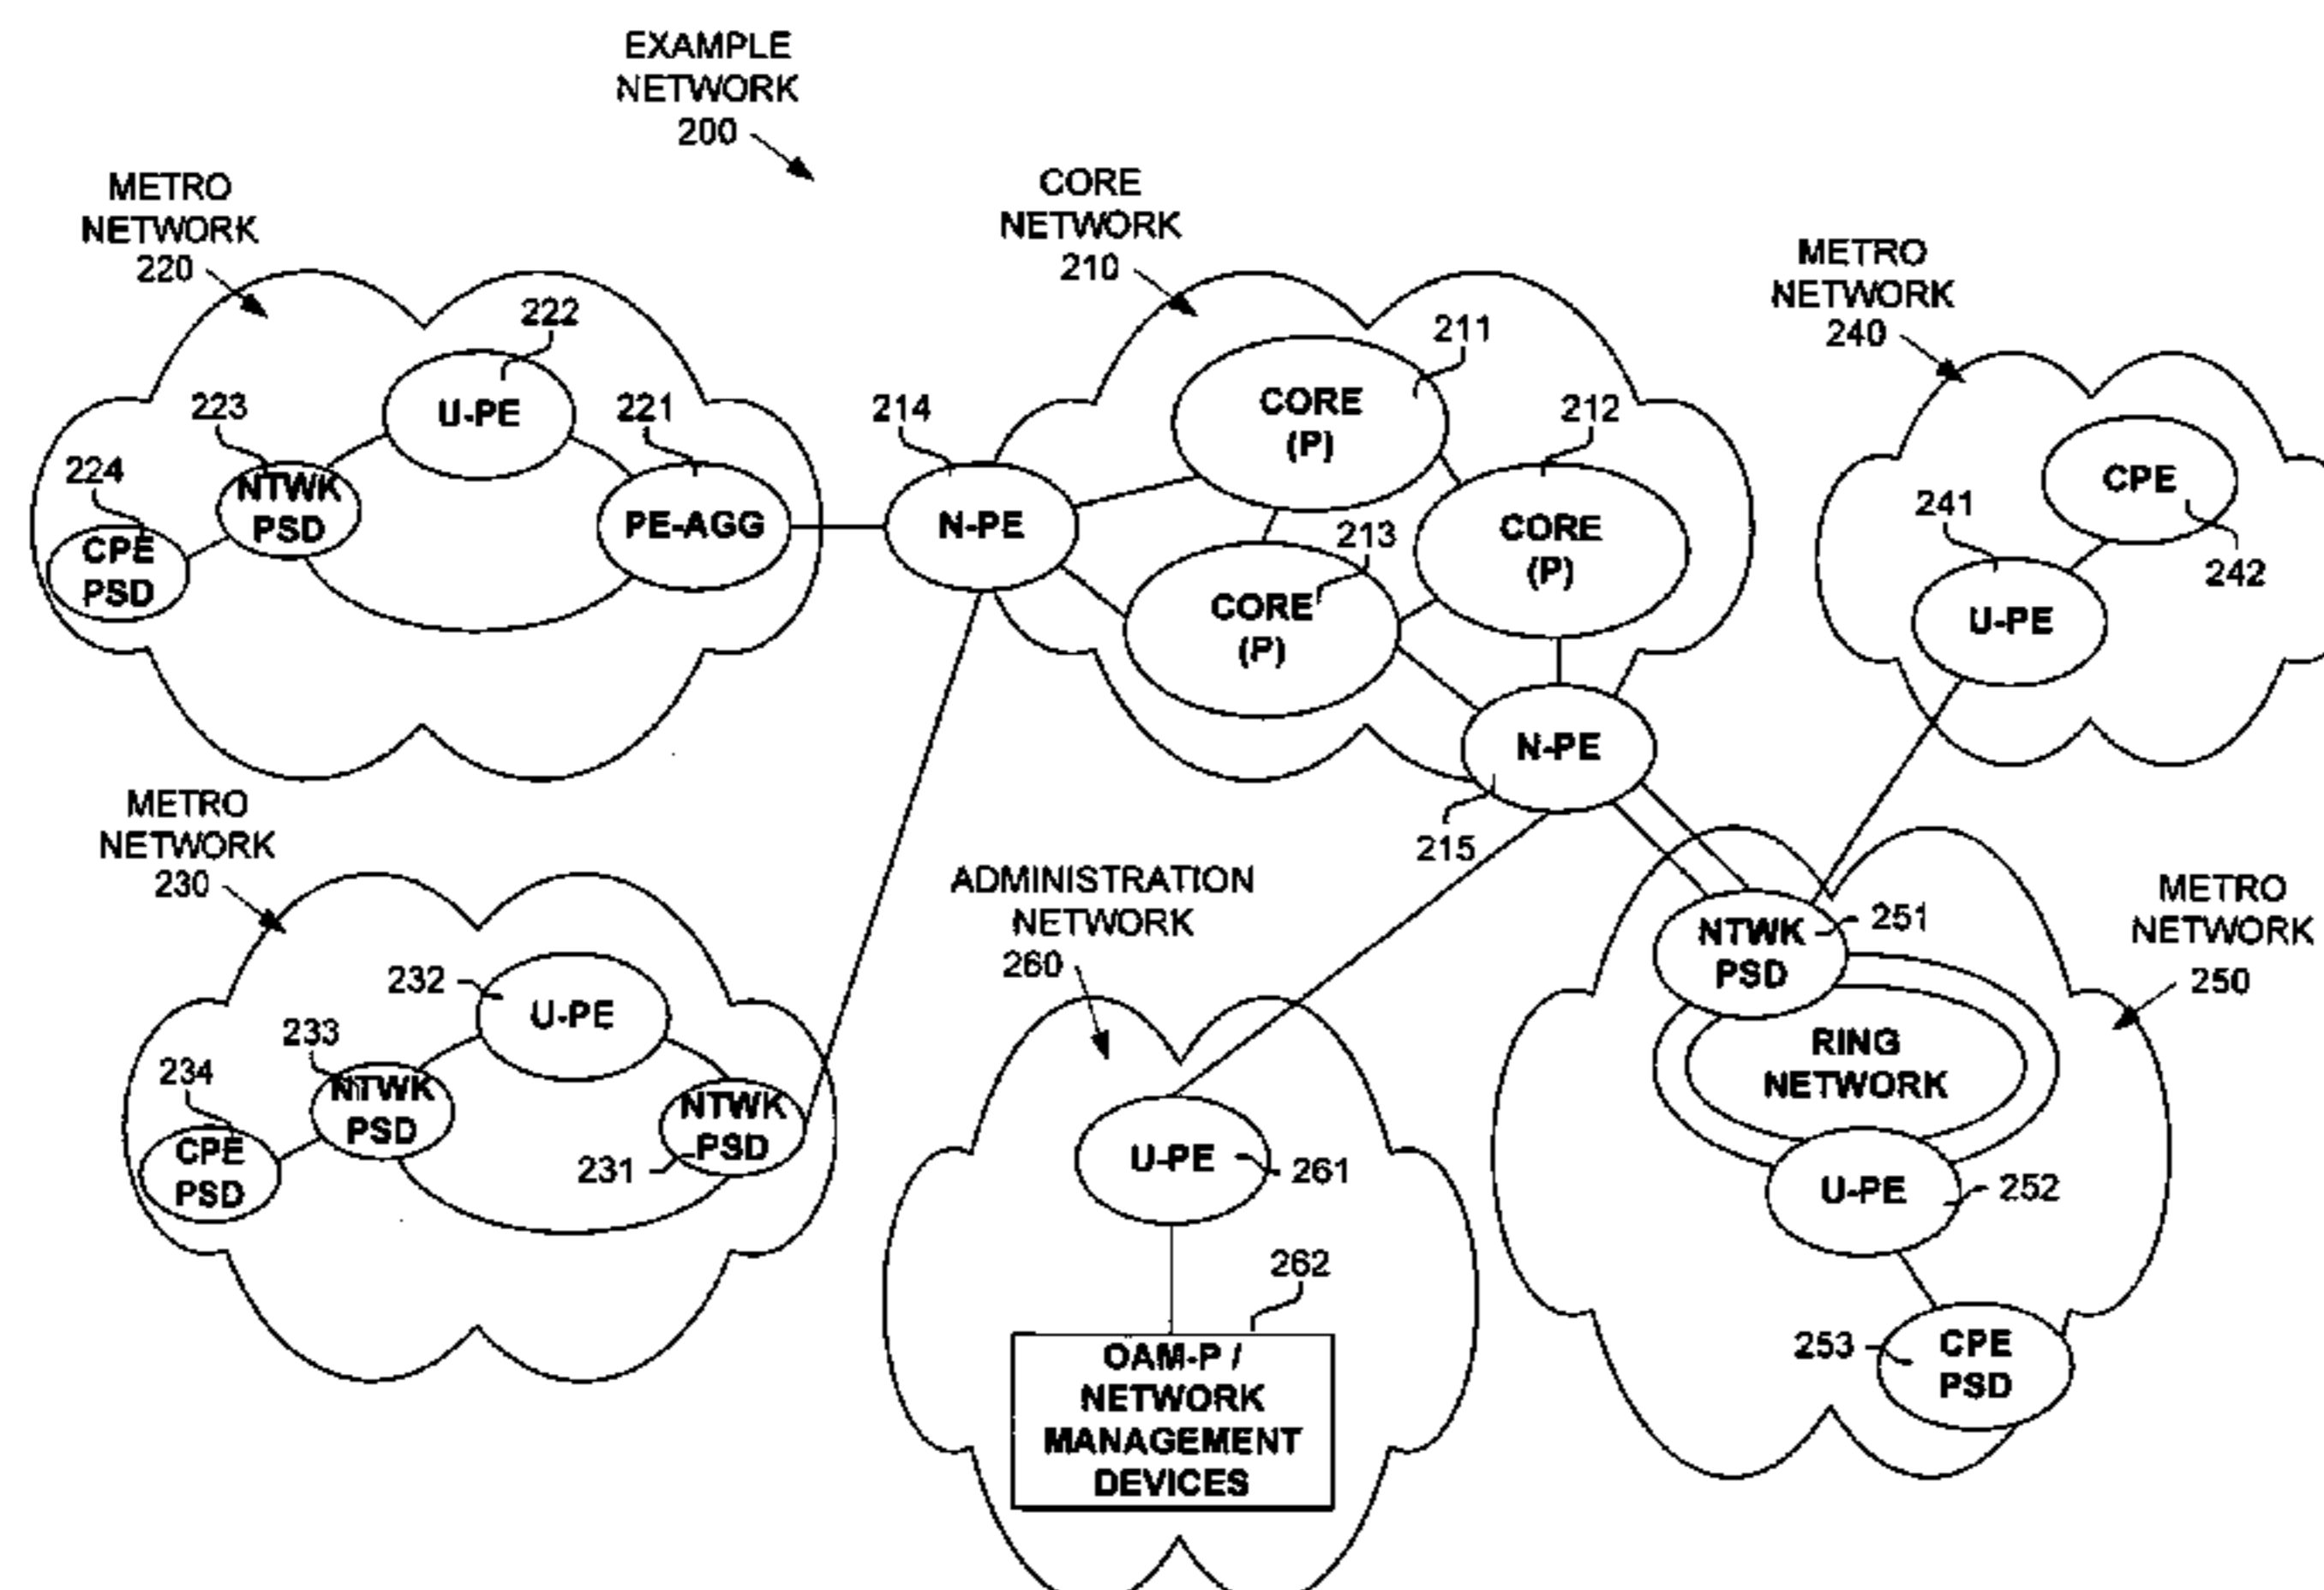 EXAMPLE
NETWORK
200
METRO
NETWORK
220
222
U-PE
223
221
224
NTWK
PSD
PE-AGG
CPE
PSD
CORE
NETWORK
210
211
CORE
(P)
214
212
N-PE
CORE
(P)
213
CORE
(P)
N-PE
215
METRO
NETWORK
240
CPE
241
242
U-PE
METRO
NETWORK
230
232
U-PE
233
234
NTWK
PSD
NTWK
PSD
231
CPE
PSD
ADMINISTRATION
NETWORK
260
U-PE
261
262
OAM-P /
NETWORK
MANAGEMENT
DEVICES
METRO
NETWORK
250
NTWK
PSD
251
RING
NETWORK
U-PE
252
253
CPE
PSD